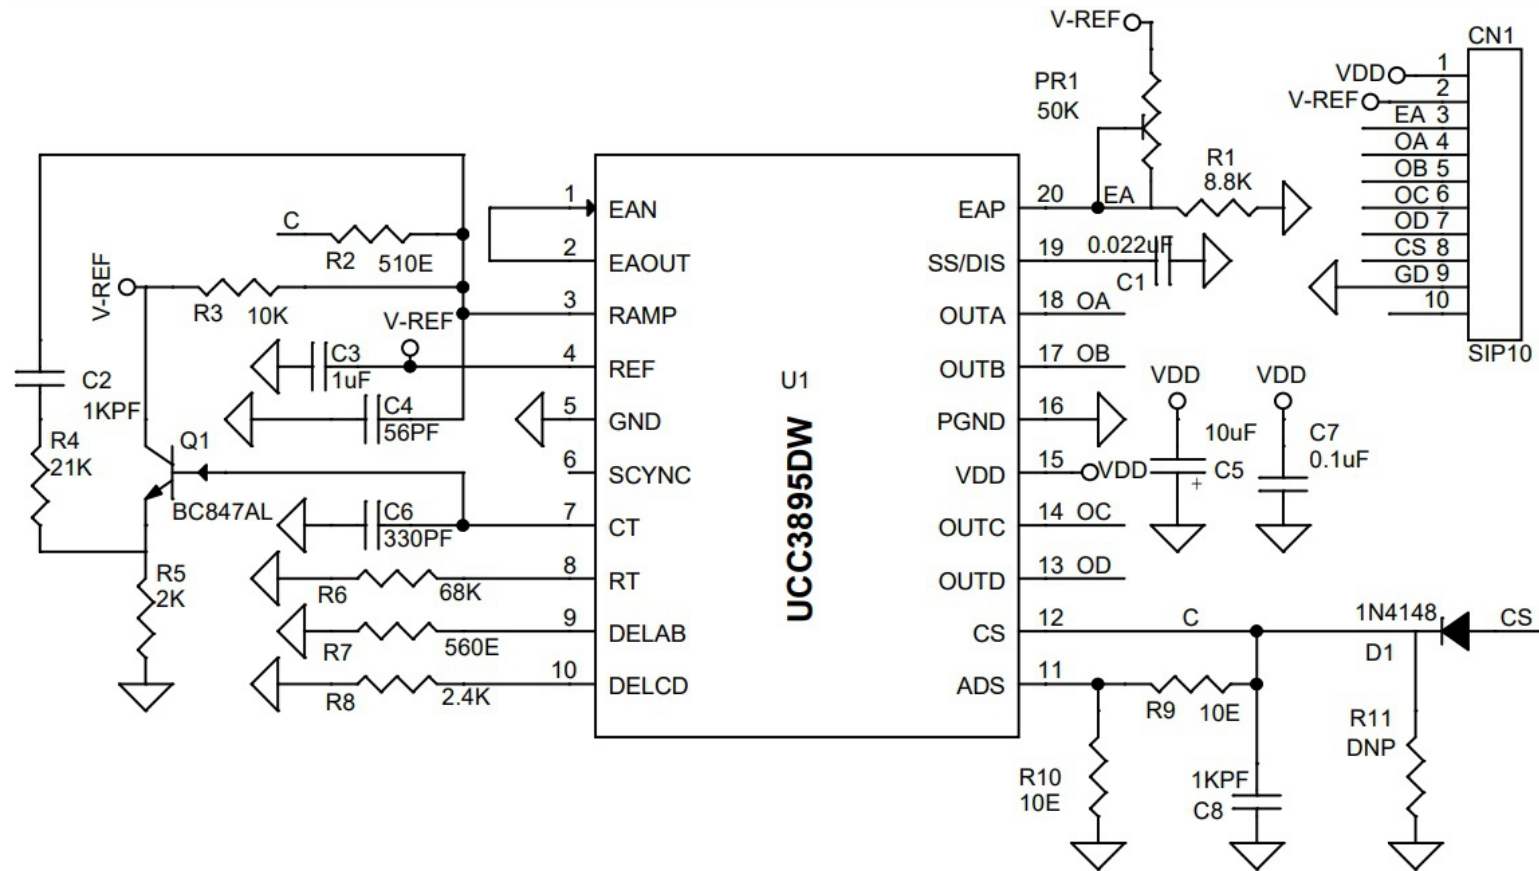 V-REF
PR1
50K
EA
R1
8.8K
CN1
VDD 1
V-REF 2
EA 3
OA 4
OB 5
OC 6
OD 7
CS 8
GD 9
10
SIP10
C
R2 510E
V-REF
R3 10K
V-REF
C3
1uF
C4
56PF
C2
1KPF
R4
21K
Q1
BC847AL
C6
330PF
R5
2K
R6 68K
R7 560E
R8 2.4K
1 EAN
2 EAOUT
3 RAMP
4 REF
5 GND
6 SCYNC
7 CT
8 RT
9 DELAB
10 DELCD
U1
UCC3895DW
EAP 20
SS/DIS 19
OUTA 18 OA
OUTB 17 OB
PGND 16
VDD 15 VDD
OUTC 14 OC
OUTD 13 OD
CS 12 C
ADS 11
0.022uF
C1
VDD
10uF
C5
+
VDD
C7
0.1uF
1N4148
D1
CS
R9 10E
R10
10E
1KPF
C8
R11
DNP